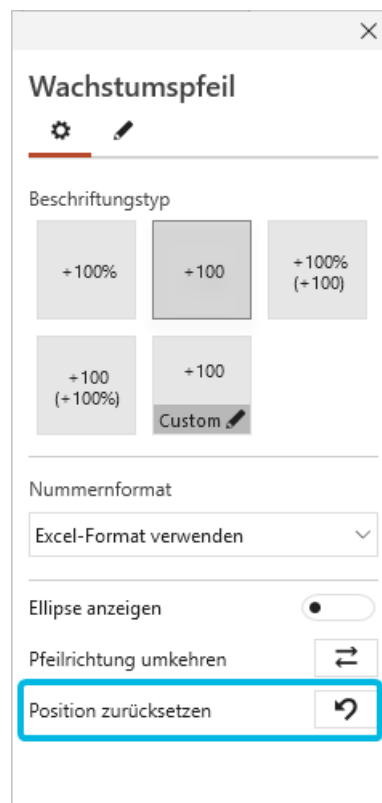 Wachstumspfeil
Beschriftungstyp
+100%
+100
+100%
(+100)
+100
(+100%)
+100
Custom
Nummernformat
Excel-Format verwenden
Ellipse anzeigen
Pfeilrichtung umkehren
Position zurücksetzen